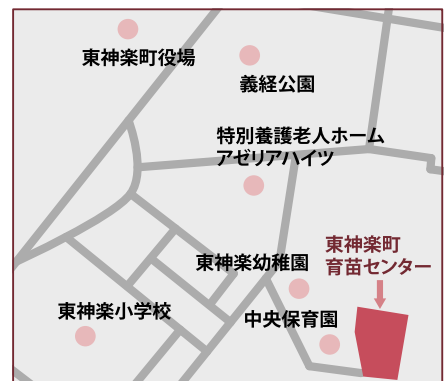 東神楽町役場
義経公園
特別養護老人ホーム
アゼリアハイツ
東神楽町
育苗センター
東神楽幼稚園
中央保育園
東神楽小学校